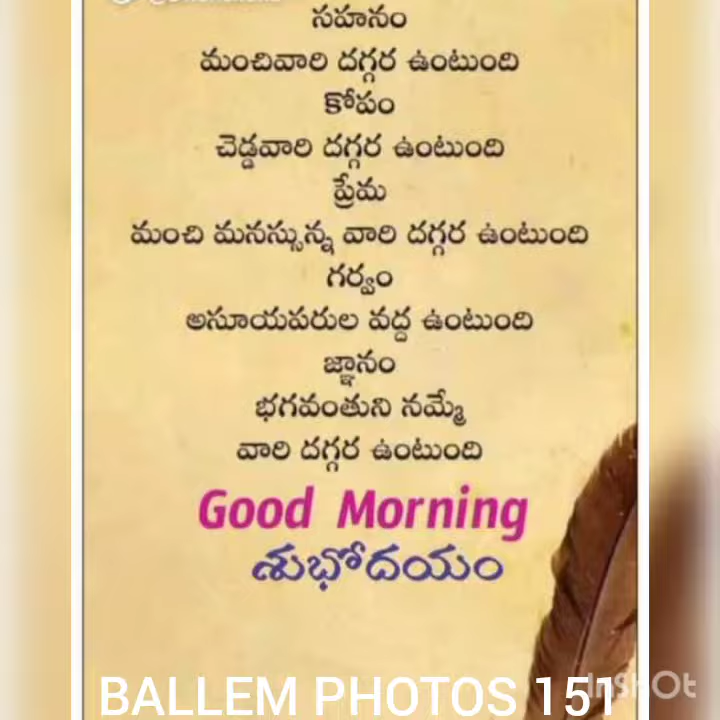 సహనం
మంచివారి దగ్గర ఉంటుంది
కోపం
చెడ్డవారి దగ్గర ఉంటుంది
ప్రేమ
మంచి మనస్సున్న వారి దగ్గర ఉంటుంది
గర్వం
అసూయపరుల వద్ద ఉంటుంది
జ్ఞానం
భగవంతుని నమ్మే
వారి దగ్గర ఉంటుంది
Good Morning
శుభోదయం
BALLEM PHOTOS 151